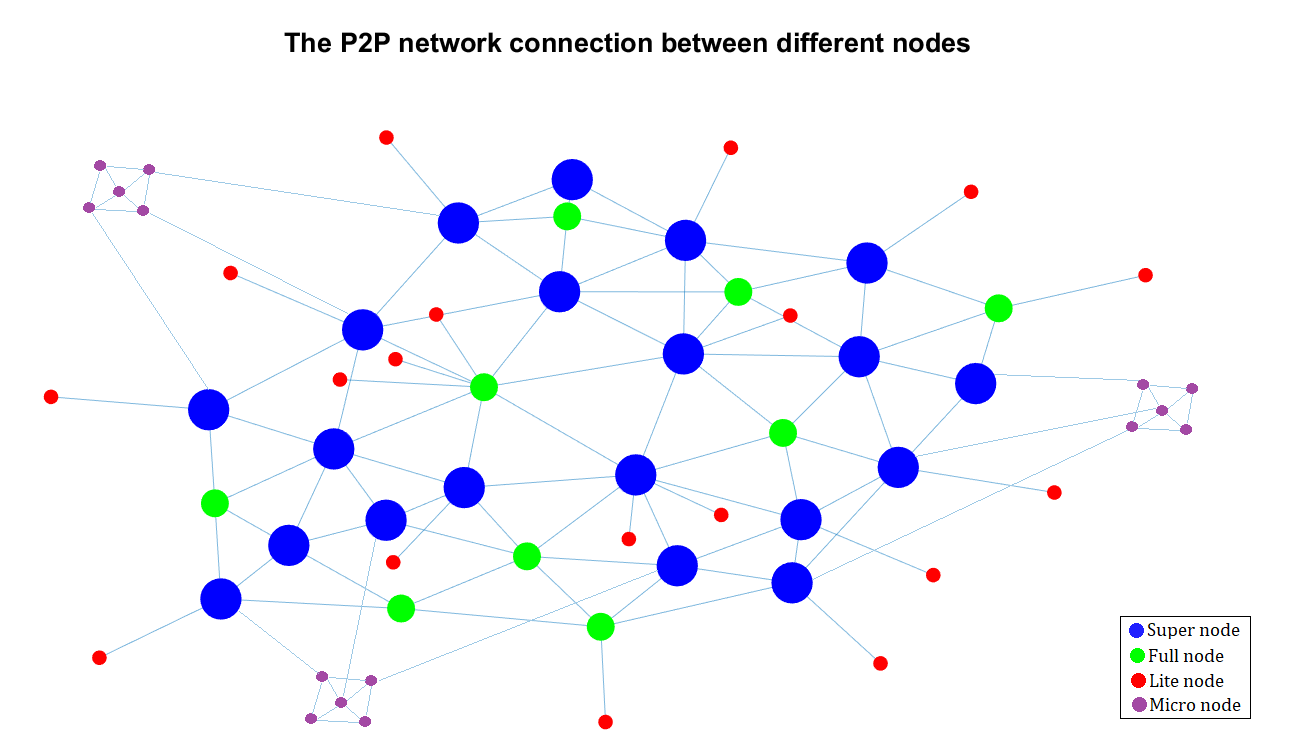 The P2P network connection between different nodes
Super node
Full node
Lite node
Micro node